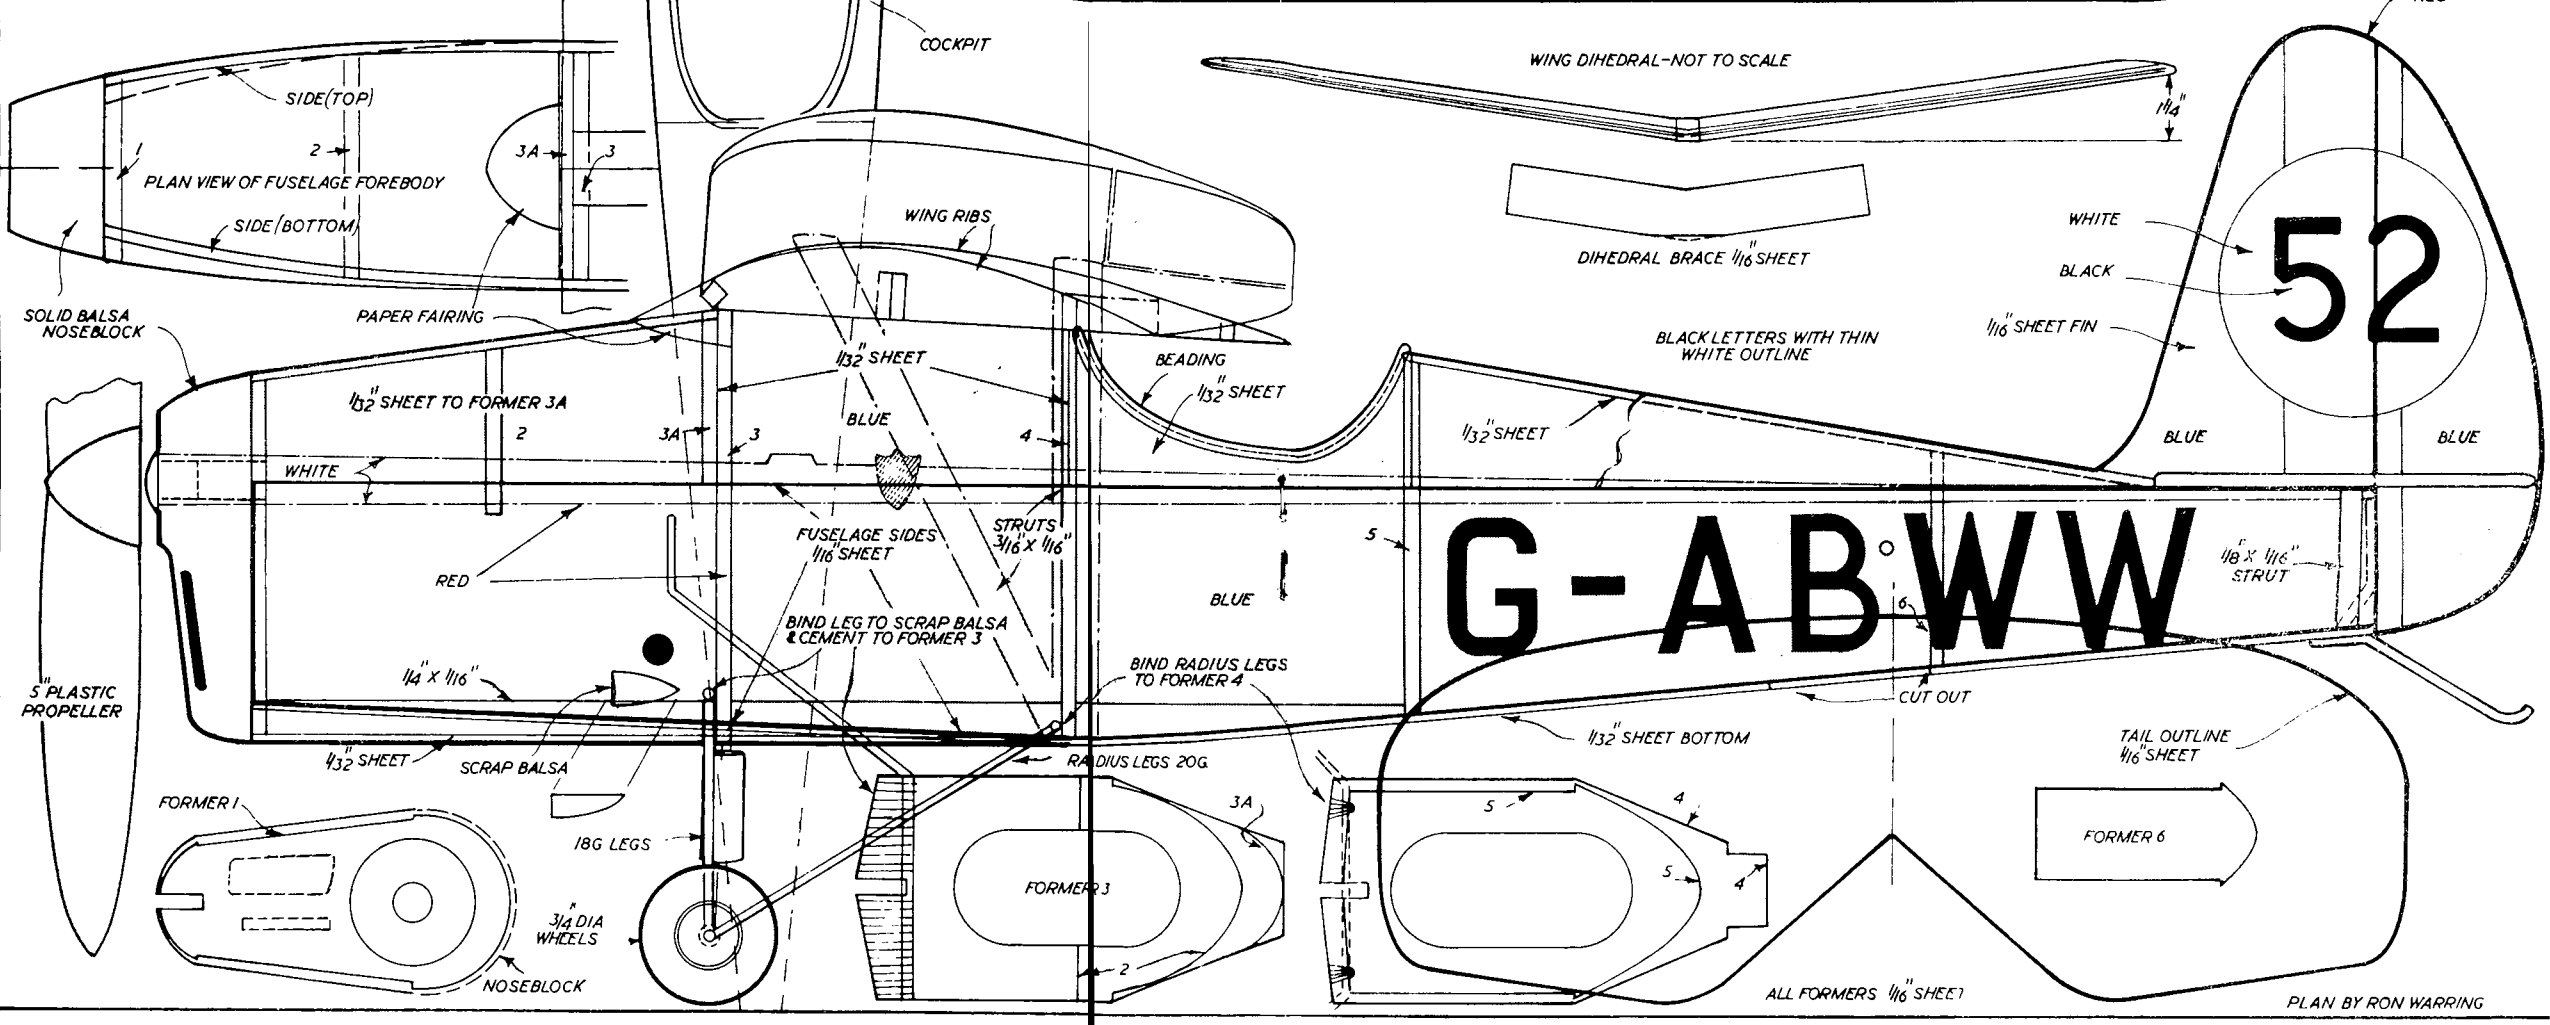 COCKPIT
WING DIHEDRAL-NOT TO SCALE
1 1/4"
SIDE (TOP)
1
2
3A
3
PLAN VIEW OF FUSELAGE FOREBODY
SIDE (BOTTOM)
WING RIBS
DIHEDRAL BRACE 1/16" SHEET
WHITE
BLACK
52
SOLID BALSA
NOSEBLOCK
PAPER FAIRING
1/32" SHEET
BEADING
1/32" SHEET
BLACK LETTERS WITH THIN
WHITE OUTLINE
1/16" SHEET FIN
1/32" SHEET TO FORMER 3A
2
3A
3
BLUE
4
1/32" SHEET
BLUE
BLUE
WHITE
FUSELAGE SIDES
1/16" SHEET
STRUTS
3/16" X 1/16"
5
G-ABWW
1/8" X 1/16"
STRUT
RED
BLUE
6
BIND LEG TO SCRAP BALSA
& CEMENT TO FORMER 3
1/4" X 1/16"
BIND RADIUS LEGS
TO FORMER 4
CUT OUT
5" PLASTIC
PROPELLER
1/32" SHEET
SCRAP BALSA
RADIUS LEGS 20G.
1/32" SHEET BOTTOM
TAIL OUTLINE
1/16" SHEET
FORMER 1
18G LEGS
3A
5
4
FORMER 3
5
4
FORMER 6
3/4" DIA
WHEELS
2
NOSEBLOCK
ALL FORMERS 1/16" SHEET
PLAN BY RON WARRING